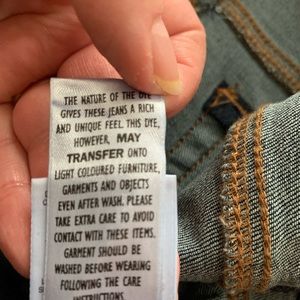 THE NATURE OF THE DYE
GIVES THESE JEANS A RICH
AND UNIQUE FEEL. THIS DYE,
HOWEVER, MAY
TRANSFER ONTO
LIGHT COLOURED FURNITURE,
GARMENTS AND OBJECTS
EVEN AFTER WASH. PLEASE
TAKE EXTRA CARE TO AVOID
CONTACT WITH THESE ITEMS.
GARMENT SHOULD BE
WASHED BEFORE WEARING
FOLLOWING THE CARE
INSTRUCTIONS